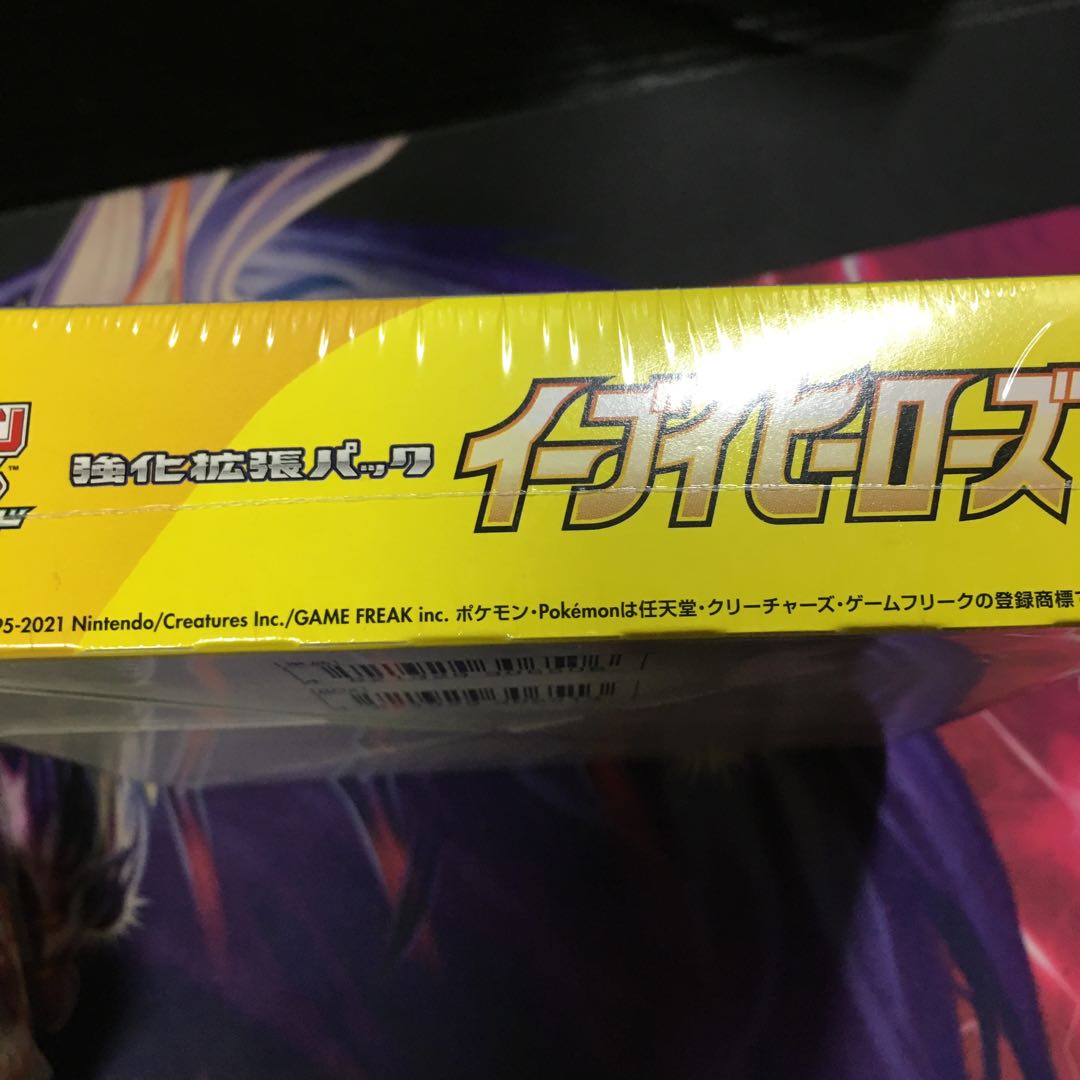 強化拡張パック
イーブイヒーローズ
95-2021 Nintendo/Creatures Inc./GAME FREAK inc. ポケモン・Pokémonは任天堂・クリーチャーズ・ゲームフリークの登録商標で